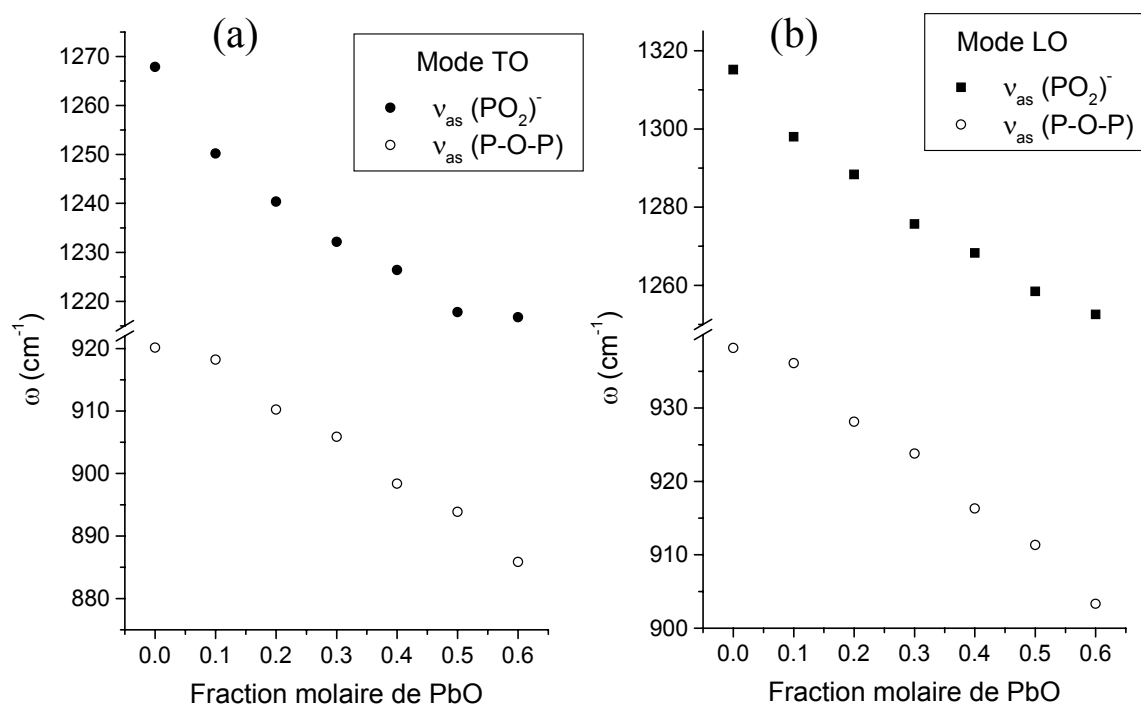 (a)
Mode TO
ν_as (PO₂)⁻
ν_as (P-O-P)
1270
1260
1250
1240
1230
1220
920
910
900
890
880
ω (cm⁻¹)
0.0 0.1 0.2 0.3 0.4 0.5 0.6
Fraction molaire de PbO
(b)
Mode LO
ν_as (PO₂)⁻
ν_as (P-O-P)
1320
1300
1280
1260
930
920
910
900
ω (cm⁻¹)
0.0 0.1 0.2 0.3 0.4 0.5 0.6
Fraction molaire de PbO